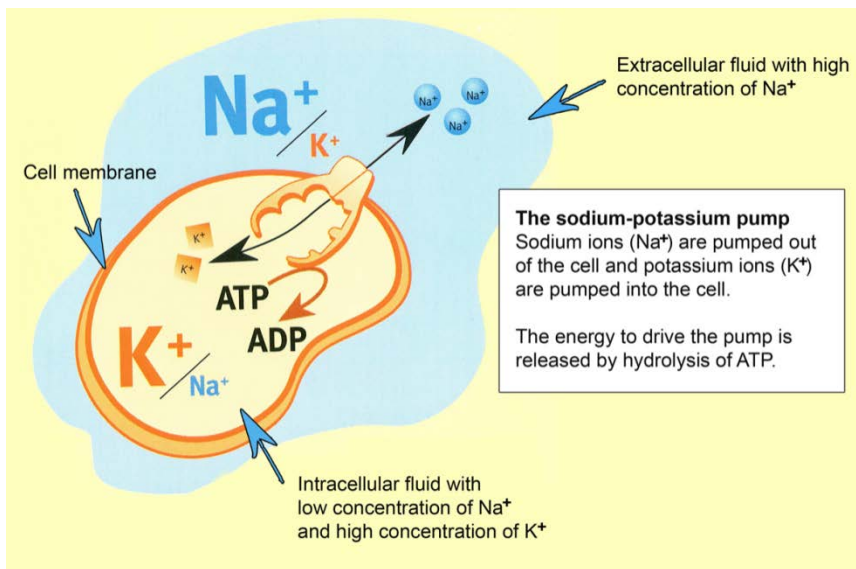 Extracellular fluid with high
concentration of Na⁺
Na⁺
K⁺
Na⁺
Na⁺
Na⁺
Cell membrane
The sodium-potassium pump
Sodium ions (Na⁺) are pumped out
of the cell and potassium ions (K⁺)
are pumped into the cell.
The energy to drive the pump is
released by hydrolysis of ATP.
K⁺
K⁺
ATP
ADP
K⁺
Na⁺
Intracellular fluid with
low concentration of Na⁺
and high concentration of K⁺